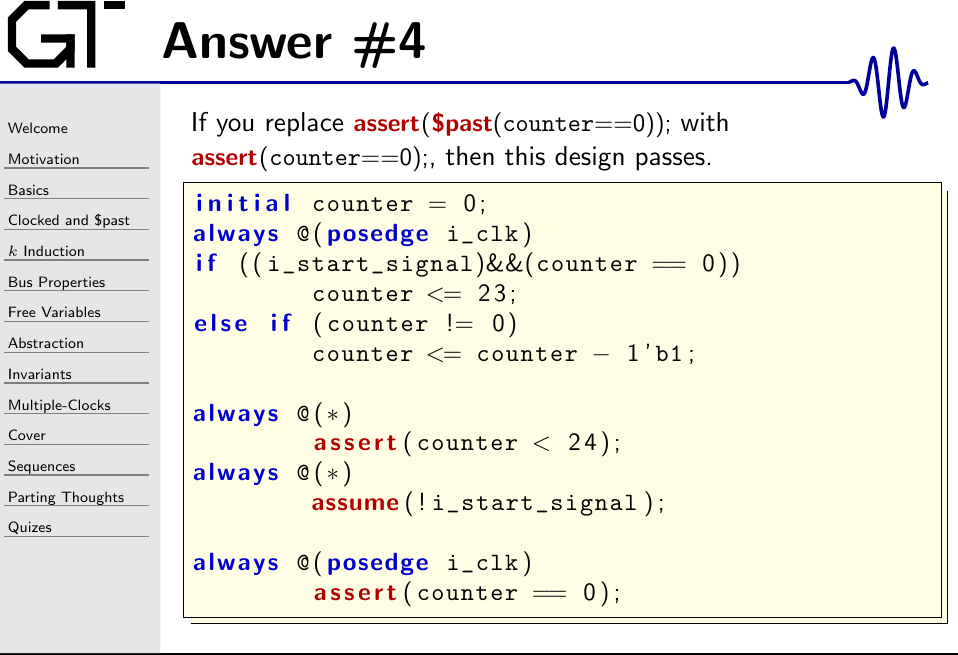 GT
Answer #4
Welcome
Motivation
Basics
Clocked and $past
k Induction
Bus Properties
Free Variables
Abstraction
Invariants
Multiple-Clocks
Cover
Sequences
Parting Thoughts
Quizes
If you replace assert($past(counter==0)); with
assert(counter==0);, then this design passes.
initial counter = 0;
always @(posedge i_clk)
if ((i_start_signal)&&(counter == 0))
counter <= 23;
else if (counter != 0)
counter <= counter - 1'b1;
always @(*)
assert(counter < 24);
always @(*)
assume(!i_start_signal);
always @(posedge i_clk)
assert(counter == 0);